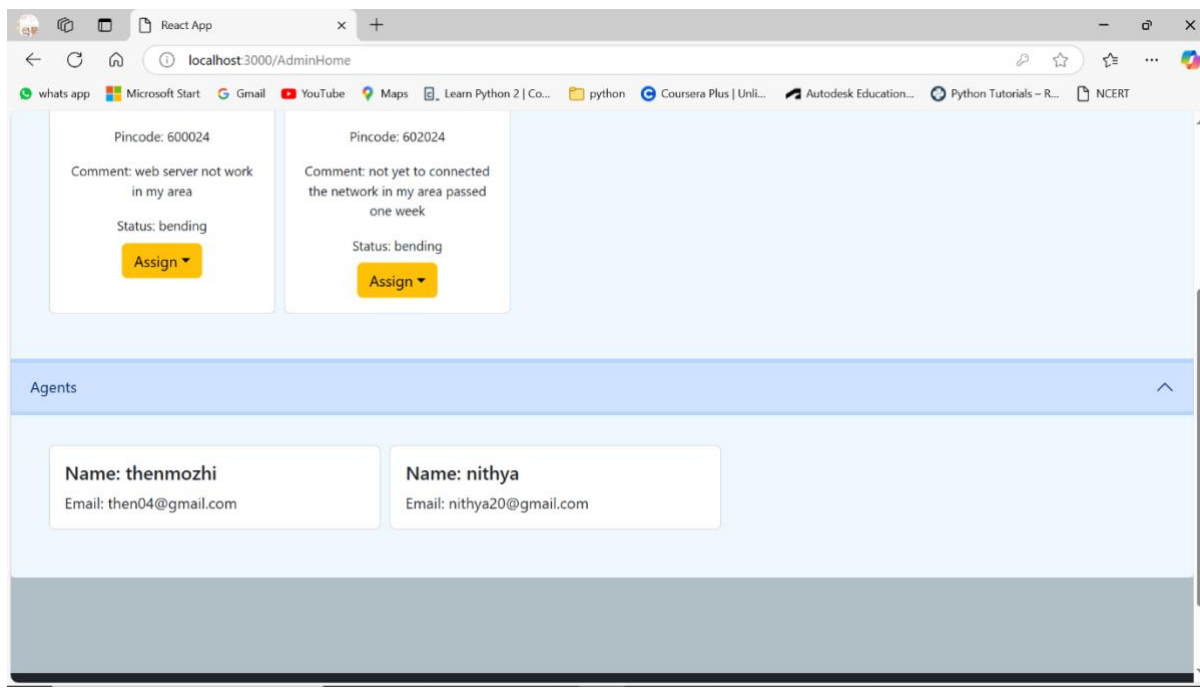 React App
localhost:3000/AdminHome
whats app Microsoft Start Gmail YouTube Maps Learn Python 2 | Co... python Coursera Plus | Unli... Autodesk Education... Python Tutorials – R... NCERT
Pincode: 600024
Comment: web server not work
in my area
Status: bending
Assign
Pincode: 602024
Comment: not yet to connected
the network in my area passed
one week
Status: bending
Assign
Agents
Name: thenmozhi
Email: then04@gmail.com
Name: nithya
Email: nithya20@gmail.com